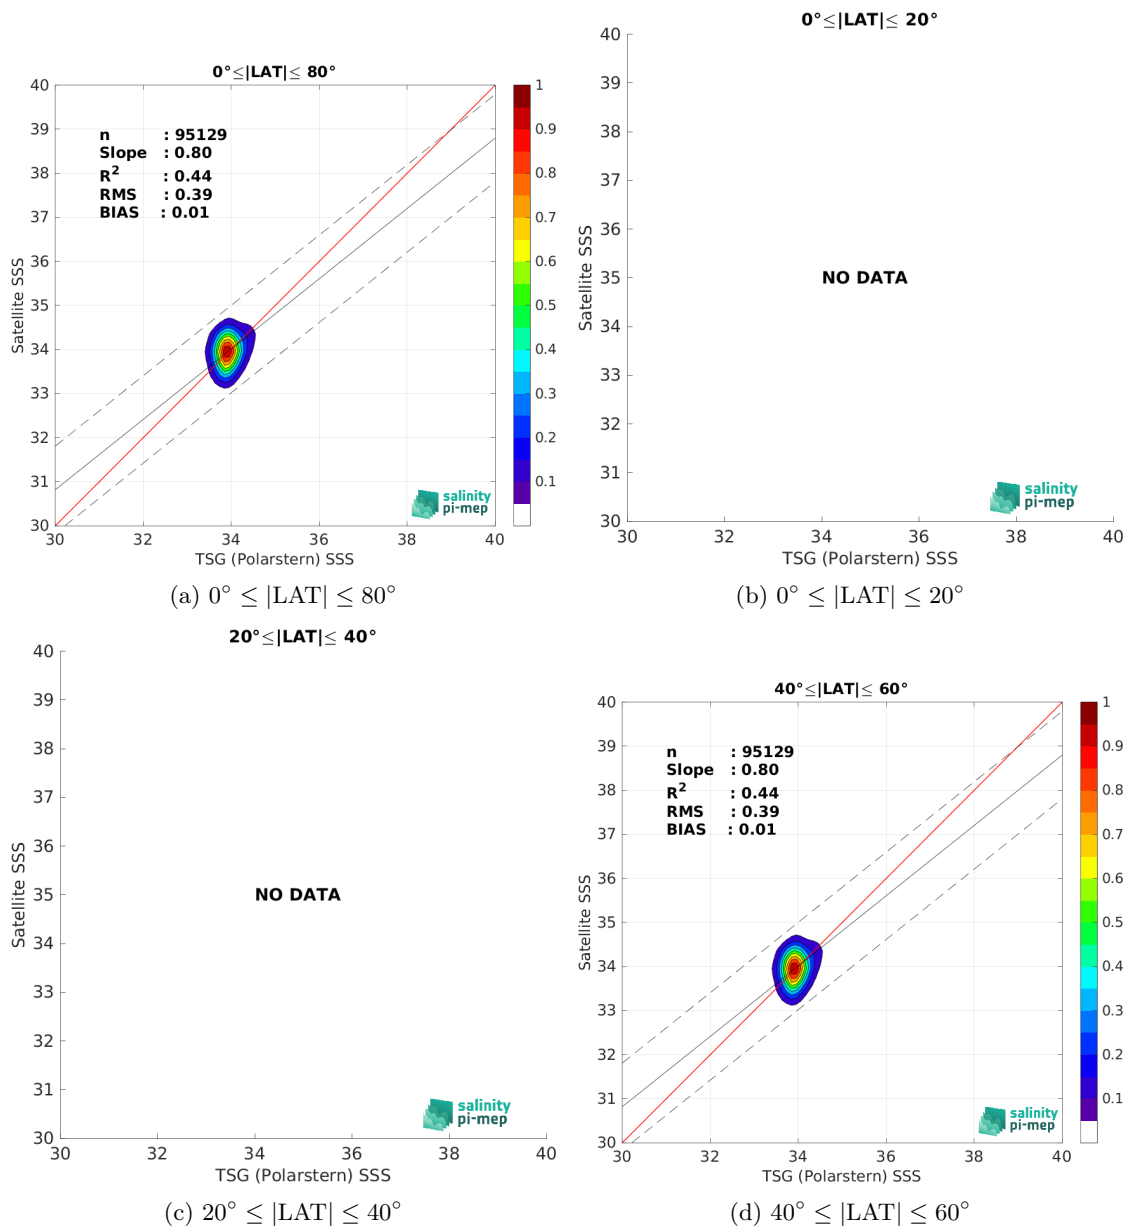 0°≤|LAT|≤ 80°
n : 95129
Slope : 0.80
R² : 0.44
RMS : 0.39
BIAS : 0.01
40
39
38
37
36
35
34
33
32
31
30
Satellite SSS
30 32 34 36 38 40
TSG (Polarstern) SSS
1
0.9
0.8
0.7
0.6
0.5
0.4
0.3
0.2
0.1
salinity
pi-mep
(a) 0° ≤ |LAT| ≤ 80°
0°≤|LAT|≤ 20°
40
39
38
37
36
35
34
33
32
31
30
Satellite SSS
NO DATA
30 32 34 36 38 40
TSG (Polarstern) SSS
salinity
pi-mep
(b) 0° ≤ |LAT| ≤ 20°
20°≤|LAT|≤ 40°
40
39
38
37
36
35
34
33
32
31
30
Satellite SSS
NO DATA
30 32 34 36 38 40
TSG (Polarstern) SSS
salinity
pi-mep
(c) 20° ≤ |LAT| ≤ 40°
40°≤|LAT|≤ 60°
n : 95129
Slope : 0.80
R² : 0.44
RMS : 0.39
BIAS : 0.01
40
39
38
37
36
35
34
33
32
31
30
Satellite SSS
30 32 34 36 38 40
TSG (Polarstern) SSS
1
0.9
0.8
0.7
0.6
0.5
0.4
0.3
0.2
0.1
salinity
pi-mep
(d) 40° ≤ |LAT| ≤ 60°